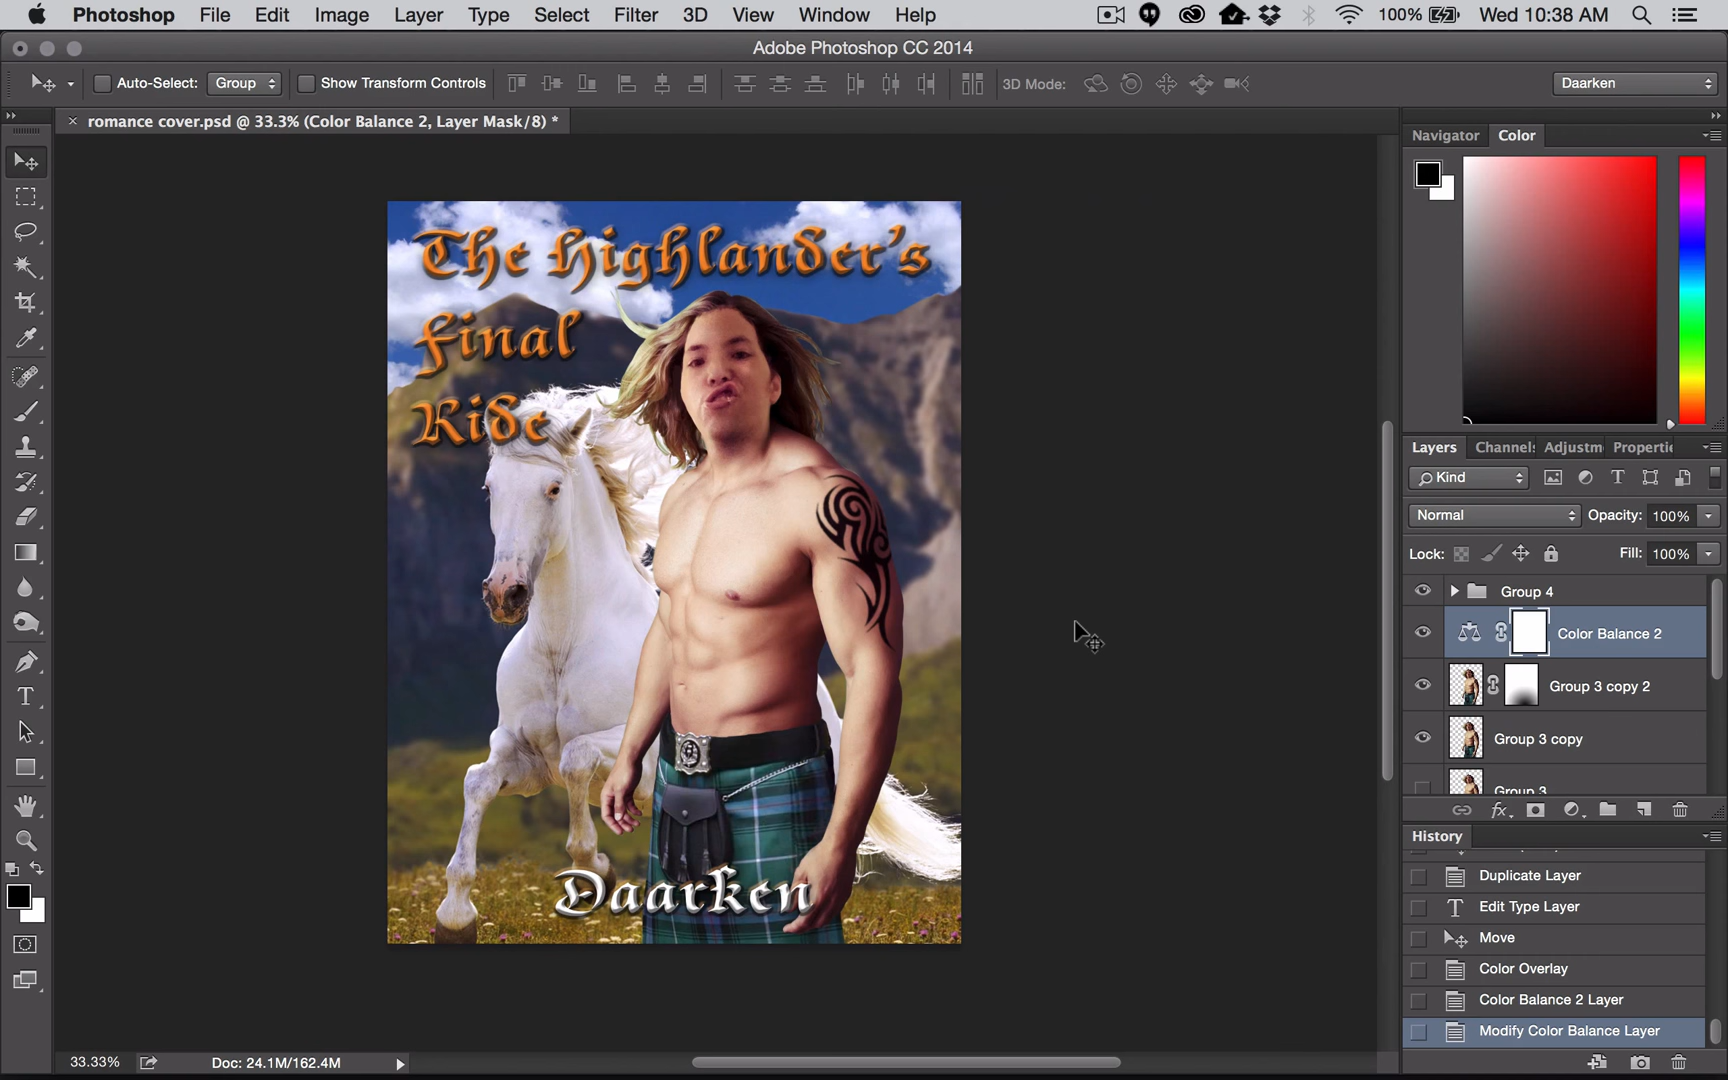 Photoshop File Edit Image Layer Type Select Filter 3D View Window Help 100% Wed 10:38 AM
Adobe Photoshop CC 2014
Auto-Select: Group Show Transform Controls 3D Mode: Daarken
romance cover.psd @ 33.3% (Color Balance 2, Layer Mask/8) *
Navigator Color
The Highlander's
Final
Ride
Daarken
Layers Channels Adjustm Properti
Kind
Normal Opacity: 100%
Lock: Fill: 100%
Group 4
Color Balance 2
Group 3 copy 2
Group 3 copy
Group 3
History
Duplicate Layer
Edit Type Layer
Move
Color Overlay
Color Balance 2 Layer
Modify Color Balance Layer
33.33% Doc: 24.1M/162.4M